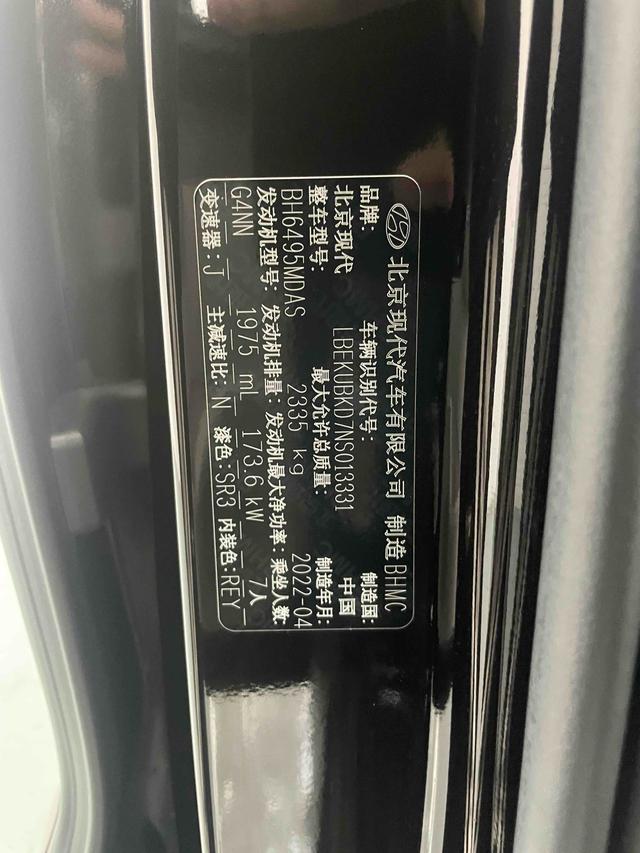 北京现代汽车有限公司 制造 BHMC
品牌: 车辆识别代号: 制造国:
北京现代 LBEKUBKD7NS013331 中国
整车型号: 最大允许总质量: 制造年月:
BH6495MDAS 2335 kg 2022-04
发动机型号: 发动机排量: 发动机最大净功率: 乘坐人数:
G4NN 1975 mL 173.6 kW 7人
变速器: J 主减速比: N 漆色: SR3 内装色: REY